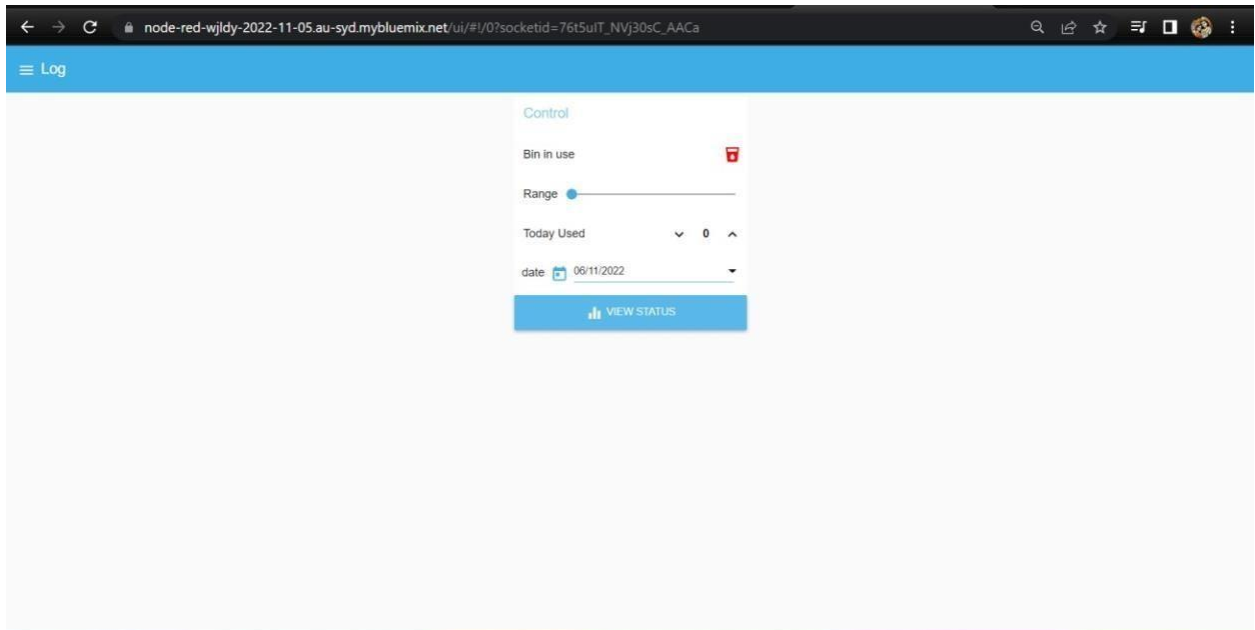 node-red-wjldy-2022-11-05.au-syd.mybluemix.net/ui/#!/0?socketid=76t5uIT_NVj30sC_AACa
Log
Control
Bin in use
Range
Today Used 0
date 06/11/2022
VIEW STATUS